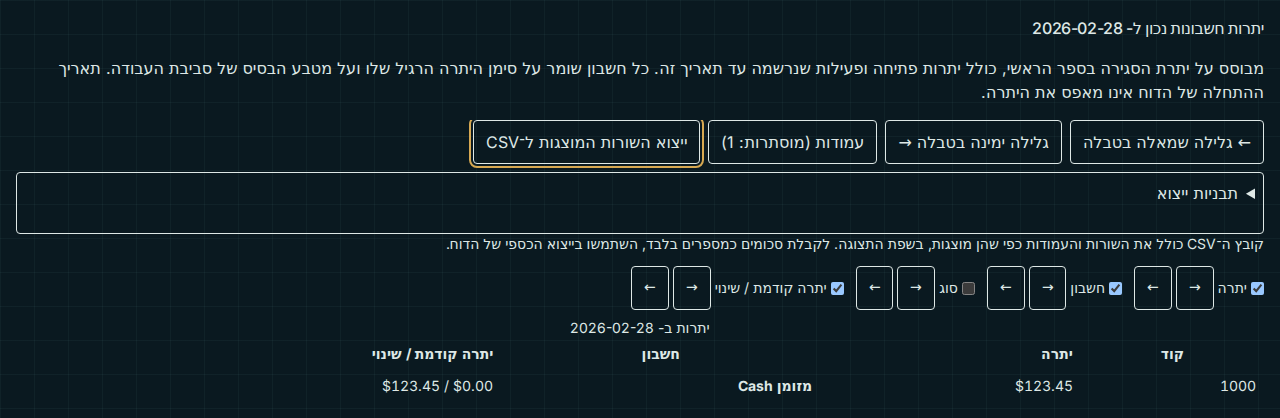 יתרות חשבונות נכון ל- 2026-02-28
מבוסס על יתרת הסגירה בספר הראשי, כולל יתרות פתיחה ופעילות שנרשמה עד תאריך זה. כל חשבון שומר על סימן היתרה הרגיל שלו ועל מטבע הבסיס של סביבת העבודה. תאריך
ההתחלה של הדוח אינו מאפס את היתרה.
← גלילה שמאלה בטבלה גלילה ימינה בטבלה → עמודות (מוסתרות: 1) ייצוא השורות המוצגות ל־CSV
◀ תבניות ייצוא
קובץ ה־CSV כולל את השורות והעמודות כפי שהן מוצגות, בשפת התצוגה. לקבלת סכומים כמספרים בלבד, השתמשו בייצוא הכספי של הדוח.
יתרה → ← חשבון → ← סוג → ← יתרה קודמת / שינוי → ←
יתרות ב- 2026-02-28
קוד יתרה חשבון יתרה קודמת / שינוי
1000 $123.45 מזומן Cash $123.45 / $0.00